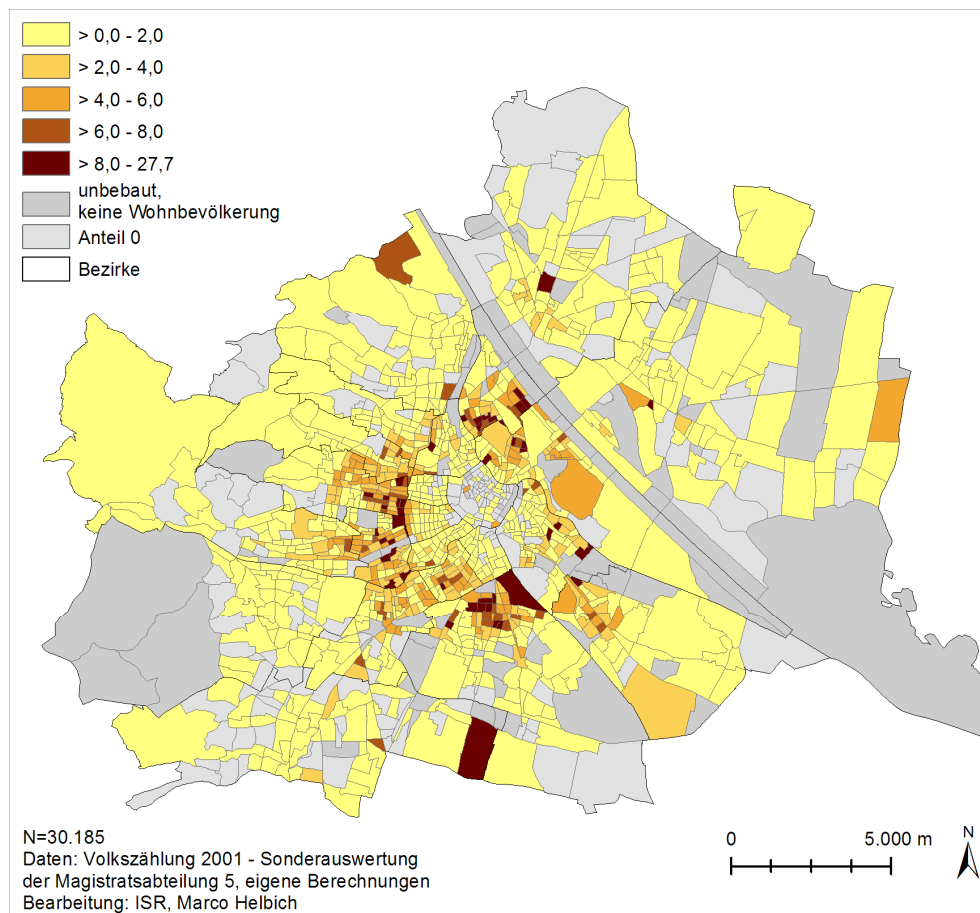 > 0,0 - 2,0
> 2,0 - 4,0
> 4,0 - 6,0
> 6,0 - 8,0
> 8,0 - 27,7
unbebaut,
keine Wohnbevölkerung
Anteil 0
Bezirke
N=30.185
Daten: Volkszählung 2001 - Sonderauswertung
der Magistratsabteilung 5, eigene Berechnungen
Bearbeitung: ISR, Marco Helbich
0 5.000 m
N